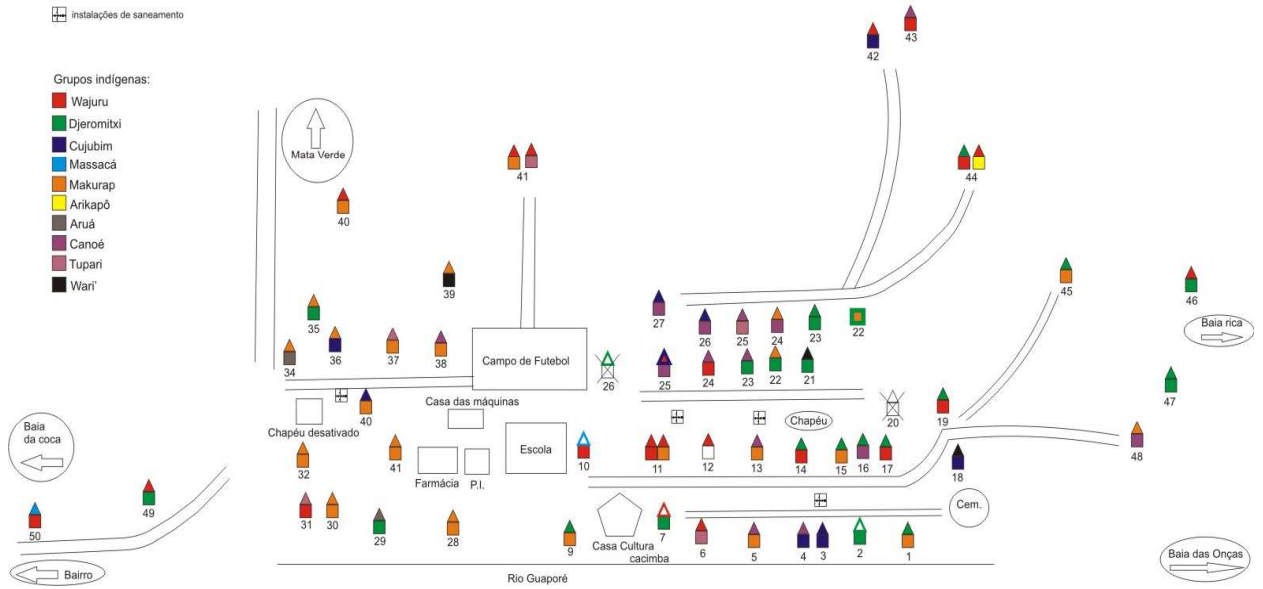 instalações de saneamento
Grupos indígenas:
Wajuru
Djeromitxi
Cujubim
Massacá
Makurap
Arikapô
Aruá
Canoé
Tupari
Wari'
42
43
Mata Verde
41
44
40
39
45
46
35
27
26
25
24
23
22
Baia rica
34
36
37
38
Campo de Futebol
26
25
24
23
22
21
47
40
Casa das máquinas
Chapéu desativado
Chapéu
20
19
Baia
da coca
32
41
Farmácia
P.I.
Escola
10
11
12
13
14
15
16
17
18
48
50
49
31
30
29
28
9
Casa Cultura
cacimba
7
6
5
4
3
2
1
Cem.
Baia das Onças
Bairro
Rio Guaporé